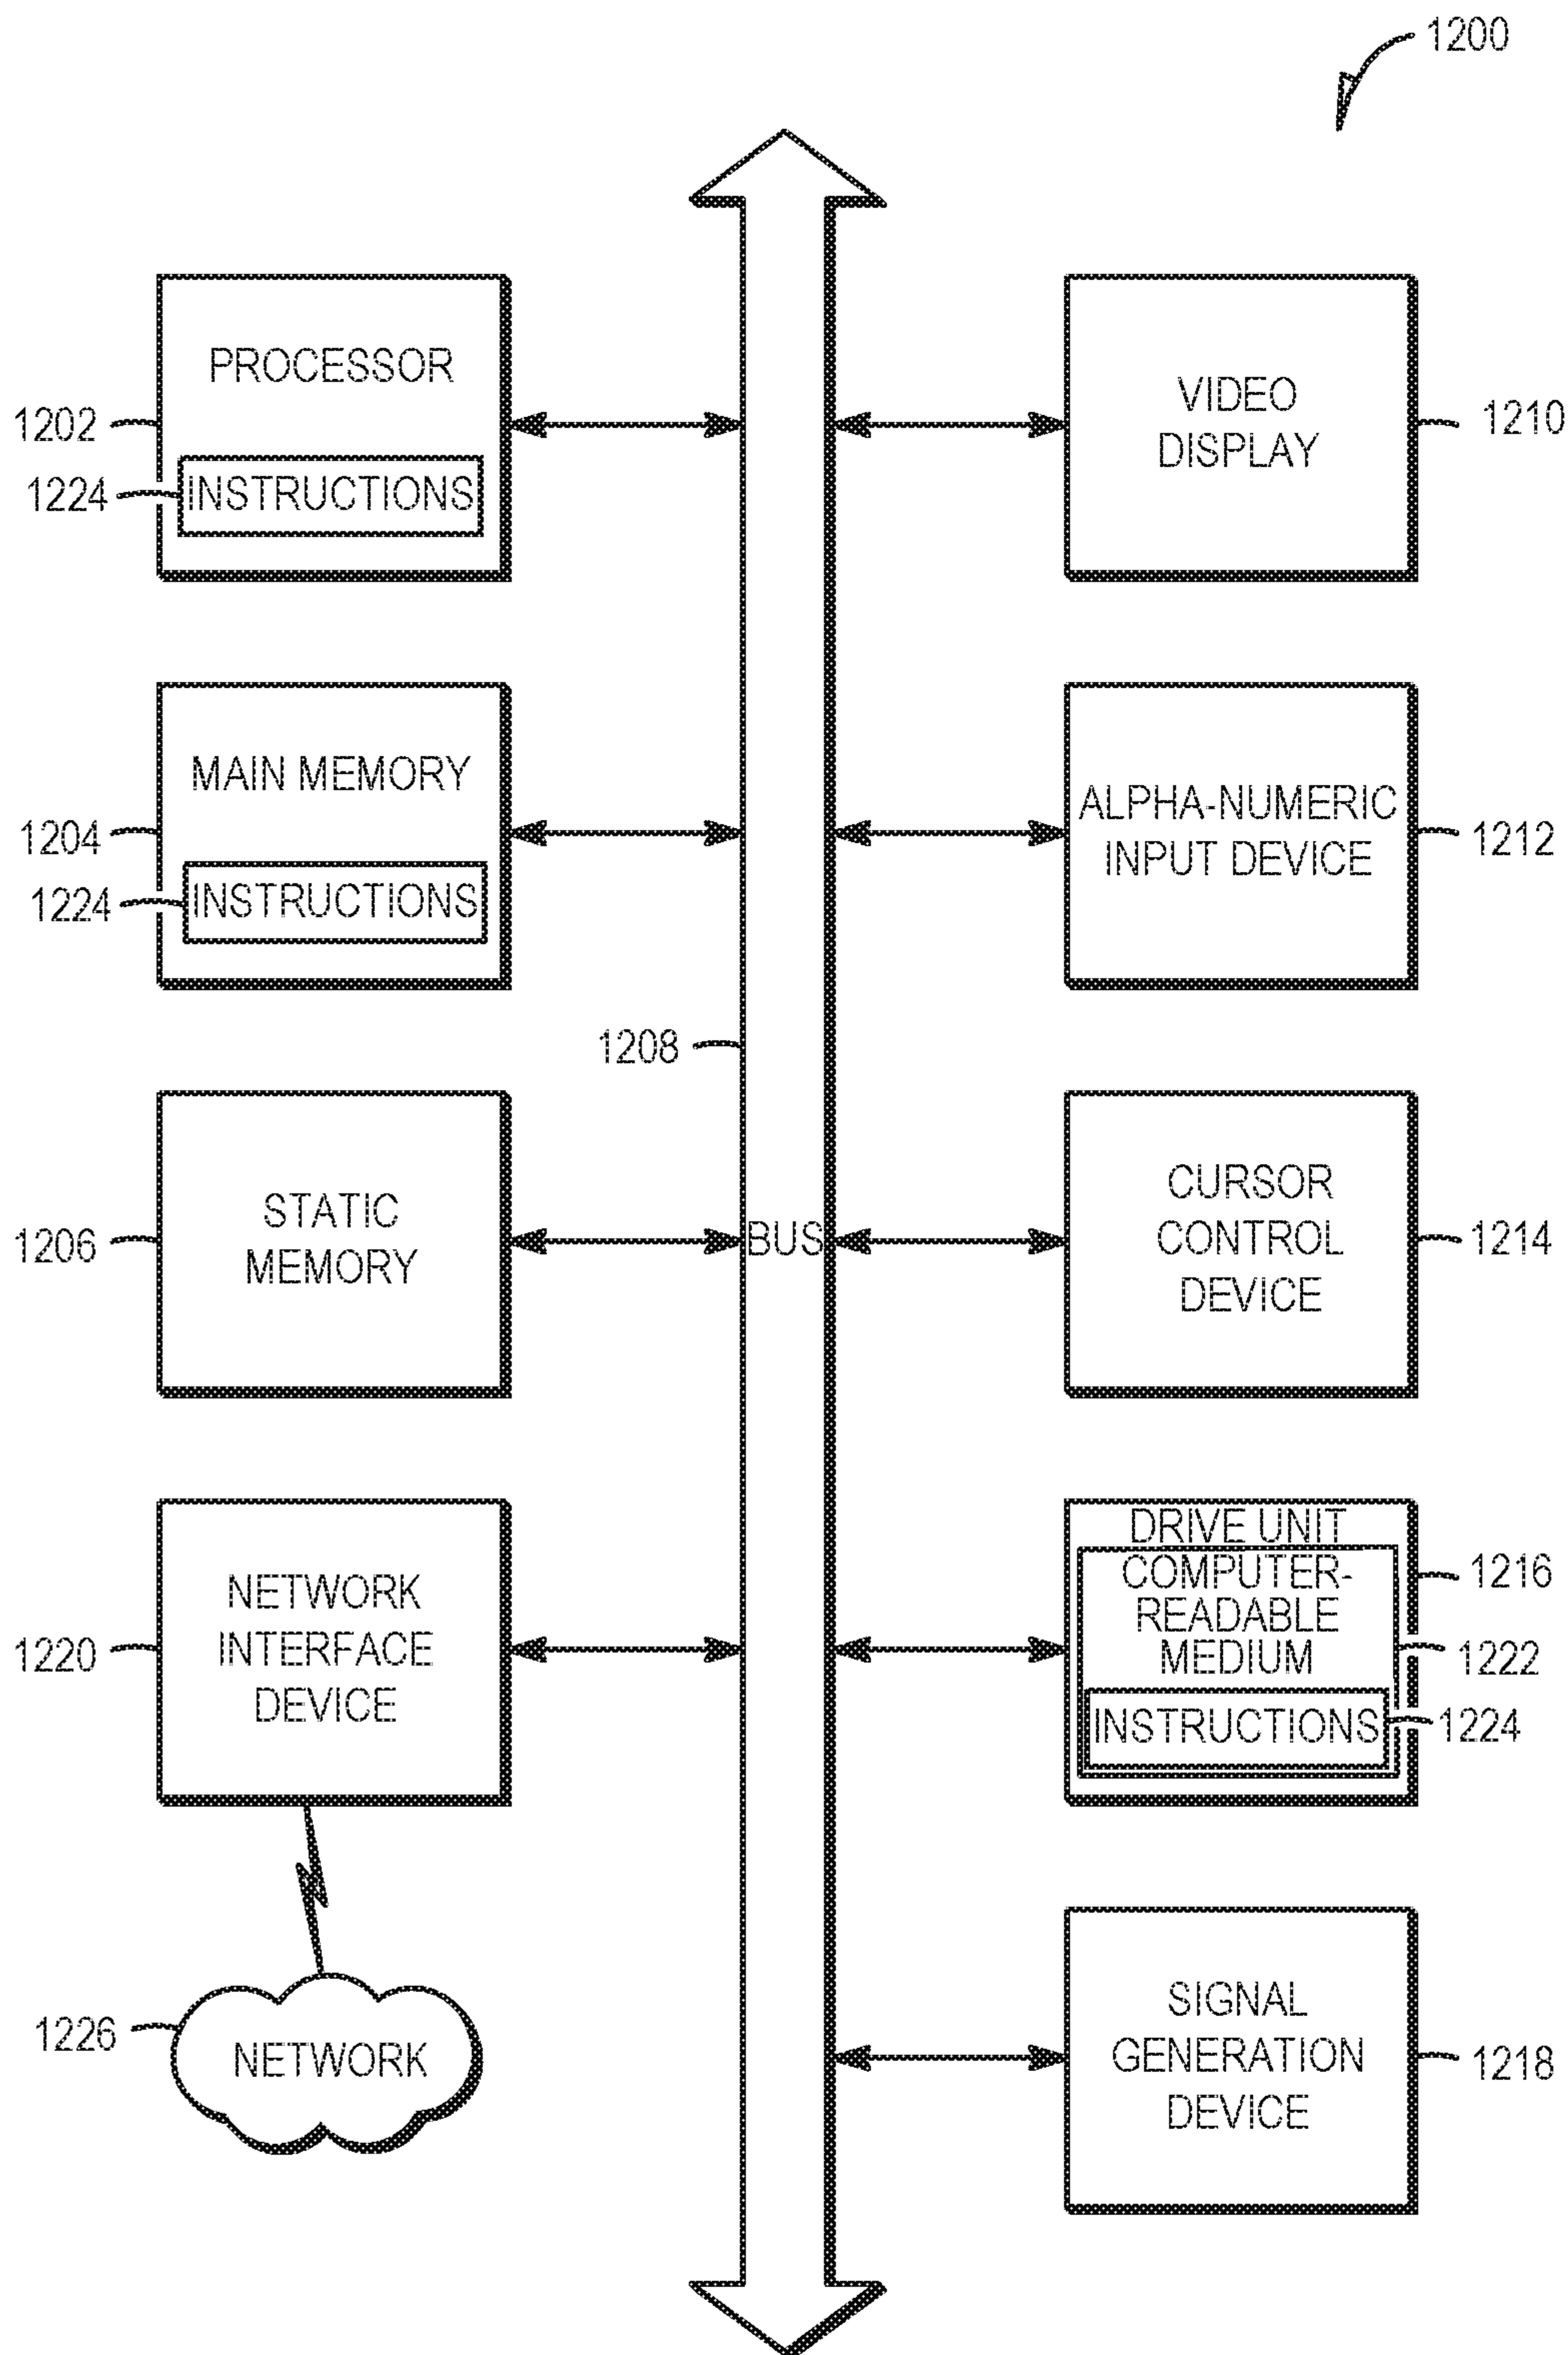 1200
PROCESSOR
1202
1224
INSTRUCTIONS
VIDEO
DISPLAY
1210
MAIN MEMORY
1204
1224
INSTRUCTIONS
ALPHA-NUMERIC
INPUT DEVICE
1212
1208
STATIC
MEMORY
1206
BUS
CURSOR
CONTROL
DEVICE
1214
NETWORK
INTERFACE
DEVICE
1220
DRIVE UNIT
1216
COMPUTER-
READABLE
MEDIUM
1222
INSTRUCTIONS
1224
1226
NETWORK
SIGNAL
GENERATION
DEVICE
1218